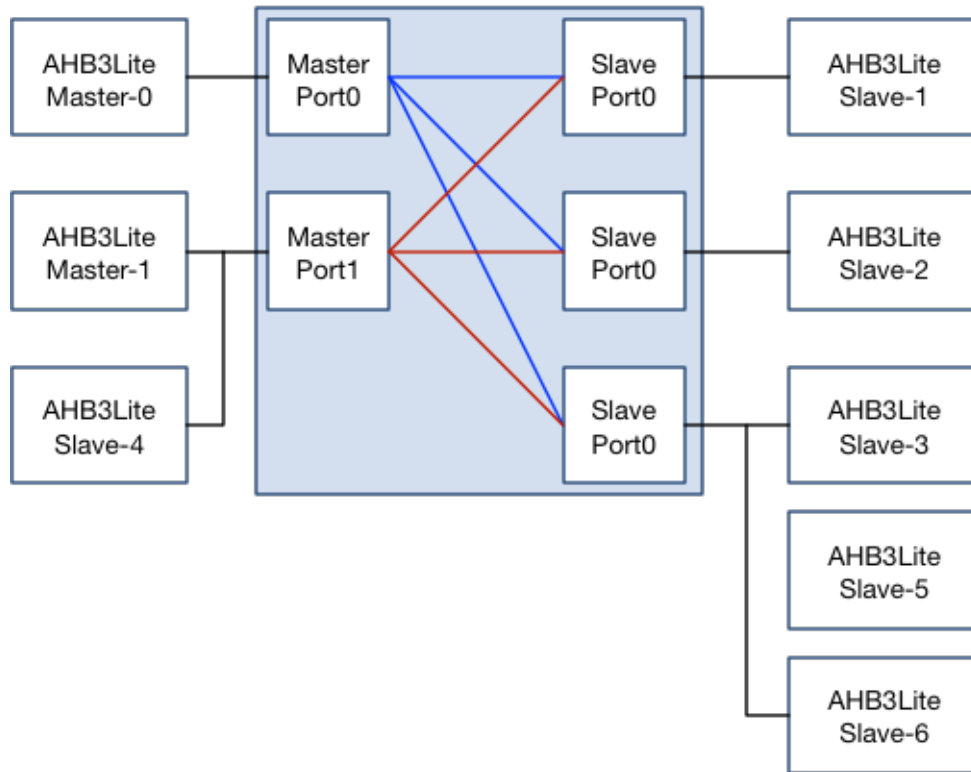 AHB3Lite
Master-0
Master
Port0
Slave
Port0
AHB3Lite
Slave-1
AHB3Lite
Master-1
Master
Port1
Slave
Port0
AHB3Lite
Slave-2
AHB3Lite
Slave-4
Slave
Port0
AHB3Lite
Slave-3
AHB3Lite
Slave-5
AHB3Lite
Slave-6